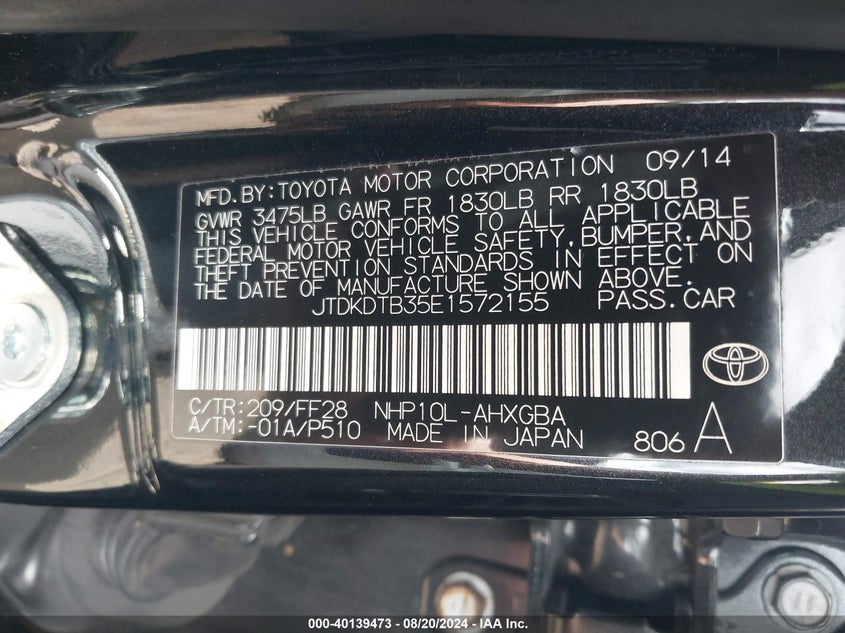 MFD.BY:TOYOTA MOTOR CORPORATION 09/14
GVWR 3475LB GAWR FR 1830LB RR 1830LB
THIS VEHICLE CONFORMS TO ALL APPLICABLE
FEDERAL MOTOR VEHICLE SAFETY,BUMPER,AND
THEFT PREVENTION STANDARDS IN EFFECT ON
THE DATE OF MANUFACTURE SHOWN ABOVE.
JTDKDTB35E1572155 PASS.CAR
C/TR:209/FF28 NHP10L-AHXGBA
A/TM:-01A/P510 MADE IN JAPAN 806 A
000-40139473 | 08/20/2024 | IAA Inc.